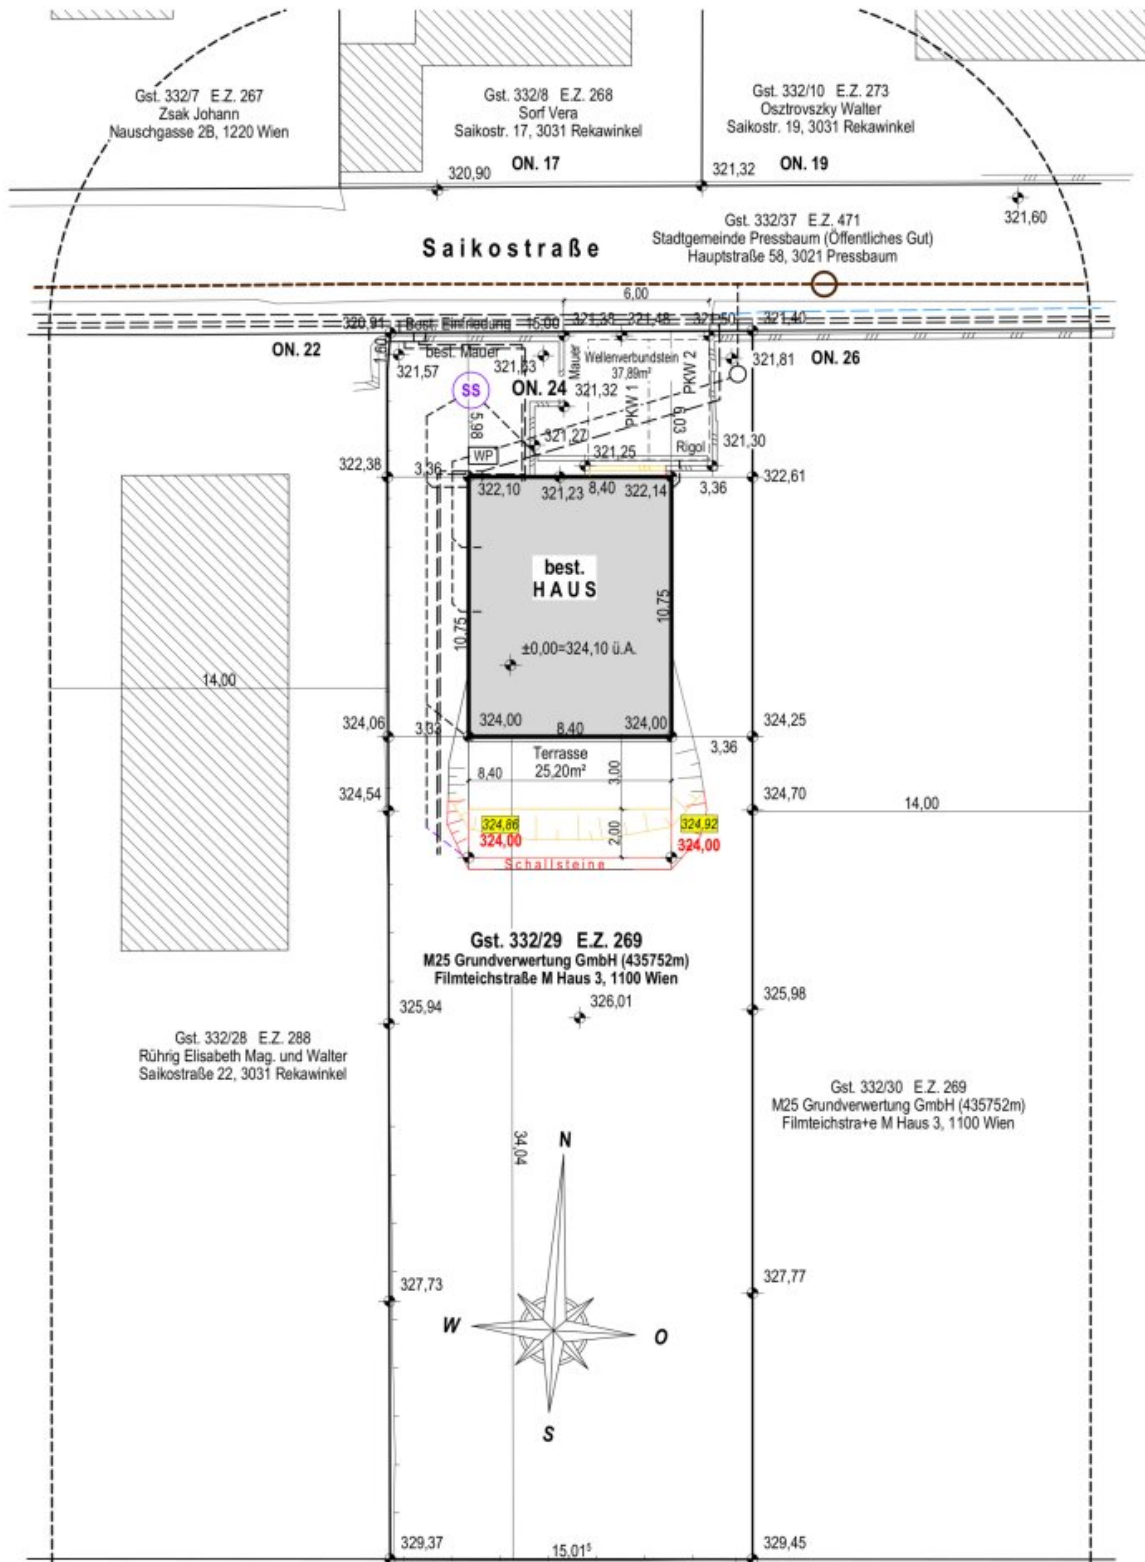 Gst. 332/7 E.Z. 267
Zsak Johann
Nauschgasse 2B, 1220 Wien
Gst. 332/8 E.Z. 268
Sorf Vera
Saikostr. 17, 3031 Rekawinkel
Gst. 332/10 E.Z. 273
Osztrovszky Walter
Saikostr. 19, 3031 Rekawinkel
ON. 17
ON. 19
320,90
321,32
321,60
Saikostraße
Gst. 332/37 E.Z. 471
Stadtgemeinde Pressbaum (Öffentliches Gut)
Hauptstraße 58, 3021 Pressbaum
6,00
320,91
Best. Einfriedung
15,00
321,38
321,48
321,50
321,40
ON. 22
1,60
best. Mauer
321,57
321,63
Mauer
Wellenverbundstein
37,89m²
PKW 2
321,81
ON. 26
SS
ON. 24
321,32
PKW 1
5,98
6,03
321,27
WP
321,25
Rigol
321,30
322,38
3,36
322,10
321,23
8,40
322,14
3,36
322,61
best.
HAUS
10,75
10,75
±0,00=324,10 ü.A.
14,00
324,06
3,33
324,00
8,40
324,00
3,36
324,25
Terrasse
25,20m²
8,40
3,00
324,54
324,70
14,00
324,86
324,92
324,00
2,00
324,00
Schallsteine
Gst. 332/29 E.Z. 269
M25 Grundverwertung GmbH (435752m)
Filmteichstraße M Haus 3, 1100 Wien
326,01
325,94
325,98
Gst. 332/28 E.Z. 288
Rührig Elisabeth Mag. und Walter
Saikostraße 22, 3031 Rekawinkel
Gst. 332/30 E.Z. 269
M25 Grundverwertung GmbH (435752m)
Filmteichstra+e M Haus 3, 1100 Wien
34,04
N
327,73
327,77
W
O
S
329,37
15,01⁵
329,45